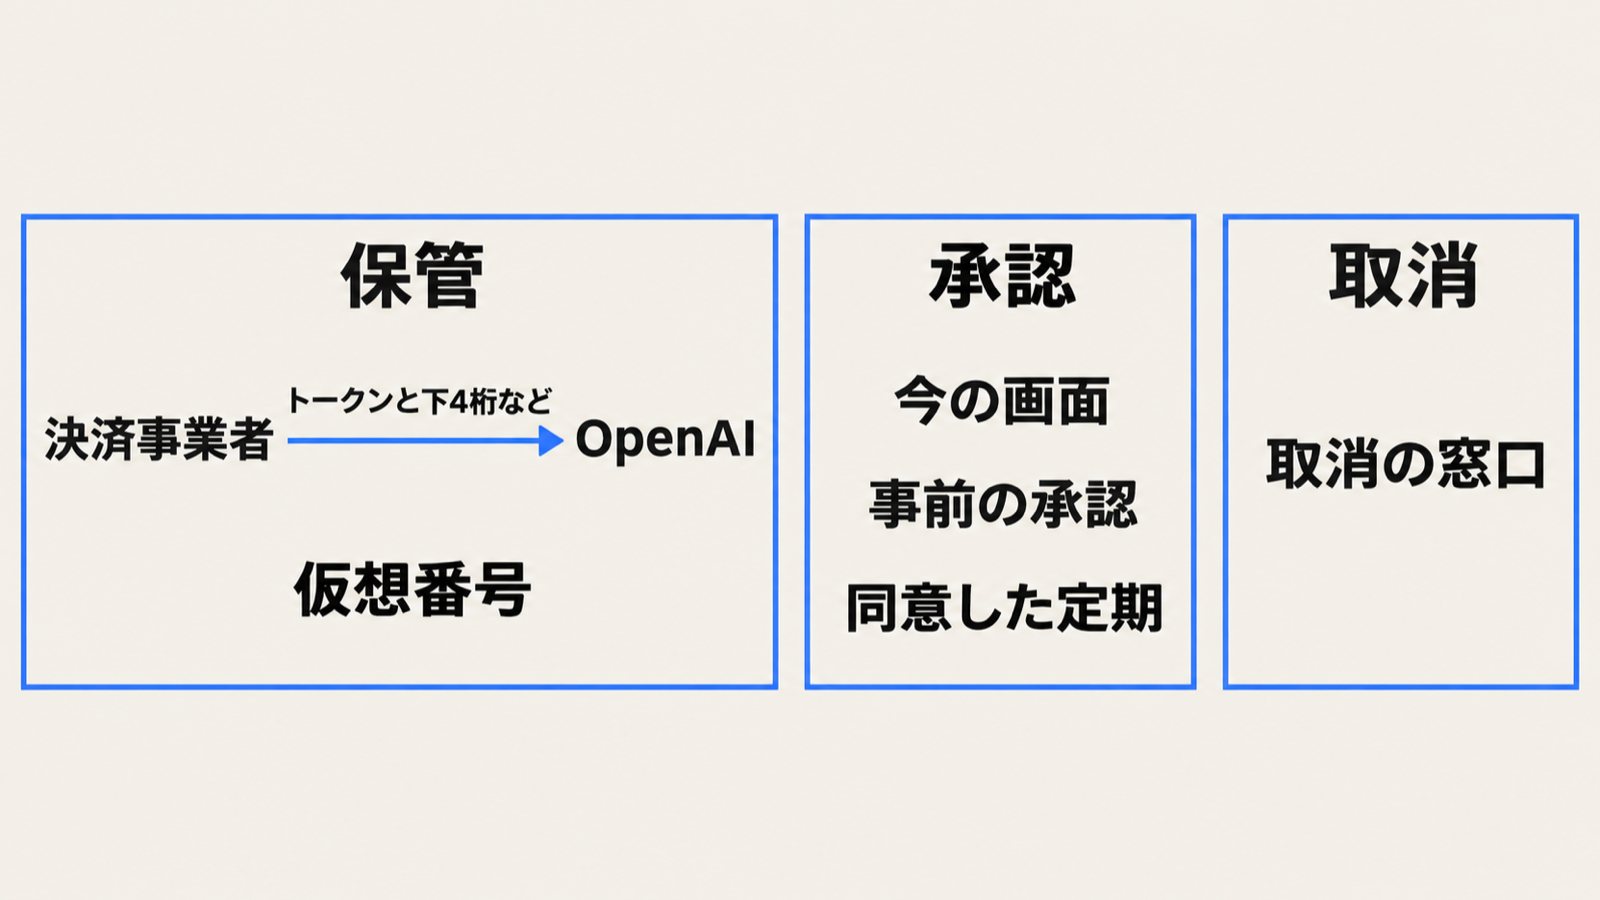 保管
トークンと下4桁など
決済事業者
OpenAI
仮想番号
承認
今の画面
事前の承認
同意した定期
取消
取消の窓口